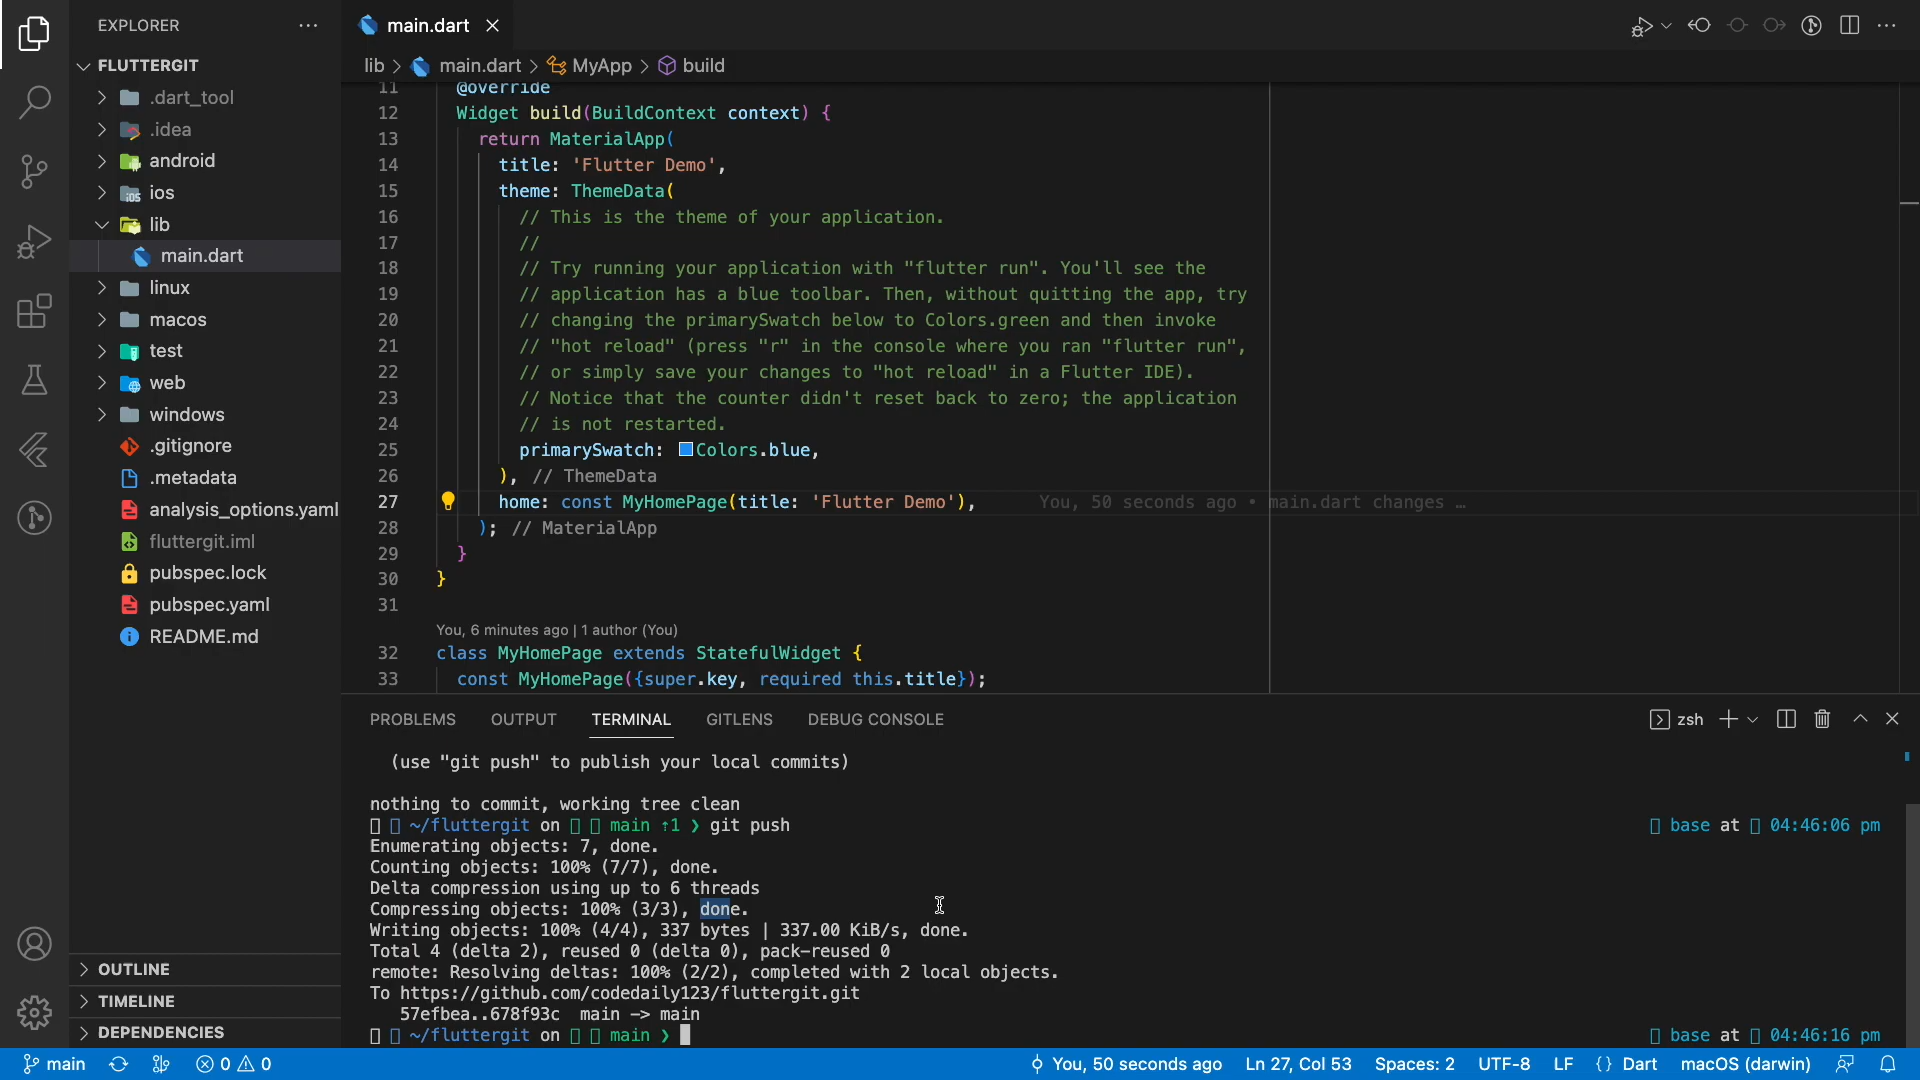 EXPLORER
main.dart
FLUTTERGIT
.dart_tool
.idea
android
ios
lib
main.dart
linux
macos
test
web
windows
.gitignore
.metadata
analysis_options.yaml
fluttergit.iml
pubspec.lock
pubspec.yaml
README.md
OUTLINE
TIMELINE
DEPENDENCIES
lib > main.dart > MyApp > build
11 @override
12 Widget build(BuildContext context) {
13 return MaterialApp(
14 title: 'Flutter Demo',
15 theme: ThemeData(
16 // This is the theme of your application.
17 //
18 // Try running your application with "flutter run". You'll see the
19 // application has a blue toolbar. Then, without quitting the app, try
20 // changing the primarySwatch below to Colors.green and then invoke
21 // "hot reload" (press "r" in the console where you ran "flutter run",
22 // or simply save your changes to "hot reload" in a Flutter IDE).
23 // Notice that the counter didn't reset back to zero; the application
24 // is not restarted.
25 primarySwatch: Colors.blue,
26 ), // ThemeData
27 home: const MyHomePage(title: 'Flutter Demo'), You, 50 seconds ago • main.dart changes …
28 ); // MaterialApp
29 }
30 }
31
You, 6 minutes ago | 1 author (You)
32 class MyHomePage extends StatefulWidget {
33 const MyHomePage({super.key, required this.title});
PROBLEMS OUTPUT TERMINAL GITLENS DEBUG CONSOLE zsh
(use "git push" to publish your local commits)
nothing to commit, working tree clean
~/fluttergit on main ⇡1 ❯ git push base at 04:46:06 pm
Enumerating objects: 7, done.
Counting objects: 100% (7/7), done.
Delta compression using up to 6 threads
Compressing objects: 100% (3/3), done.
Writing objects: 100% (4/4), 337 bytes | 337.00 KiB/s, done.
Total 4 (delta 2), reused 0 (delta 0), pack-reused 0
remote: Resolving deltas: 100% (2/2), completed with 2 local objects.
To https://github.com/codedaily123/fluttergit.git
57efbea..678f93c main -> main
~/fluttergit on main ❯ base at 04:46:16 pm
main 0 0 You, 50 seconds ago Ln 27, Col 53 Spaces: 2 UTF-8 LF {} Dart macOS (darwin)